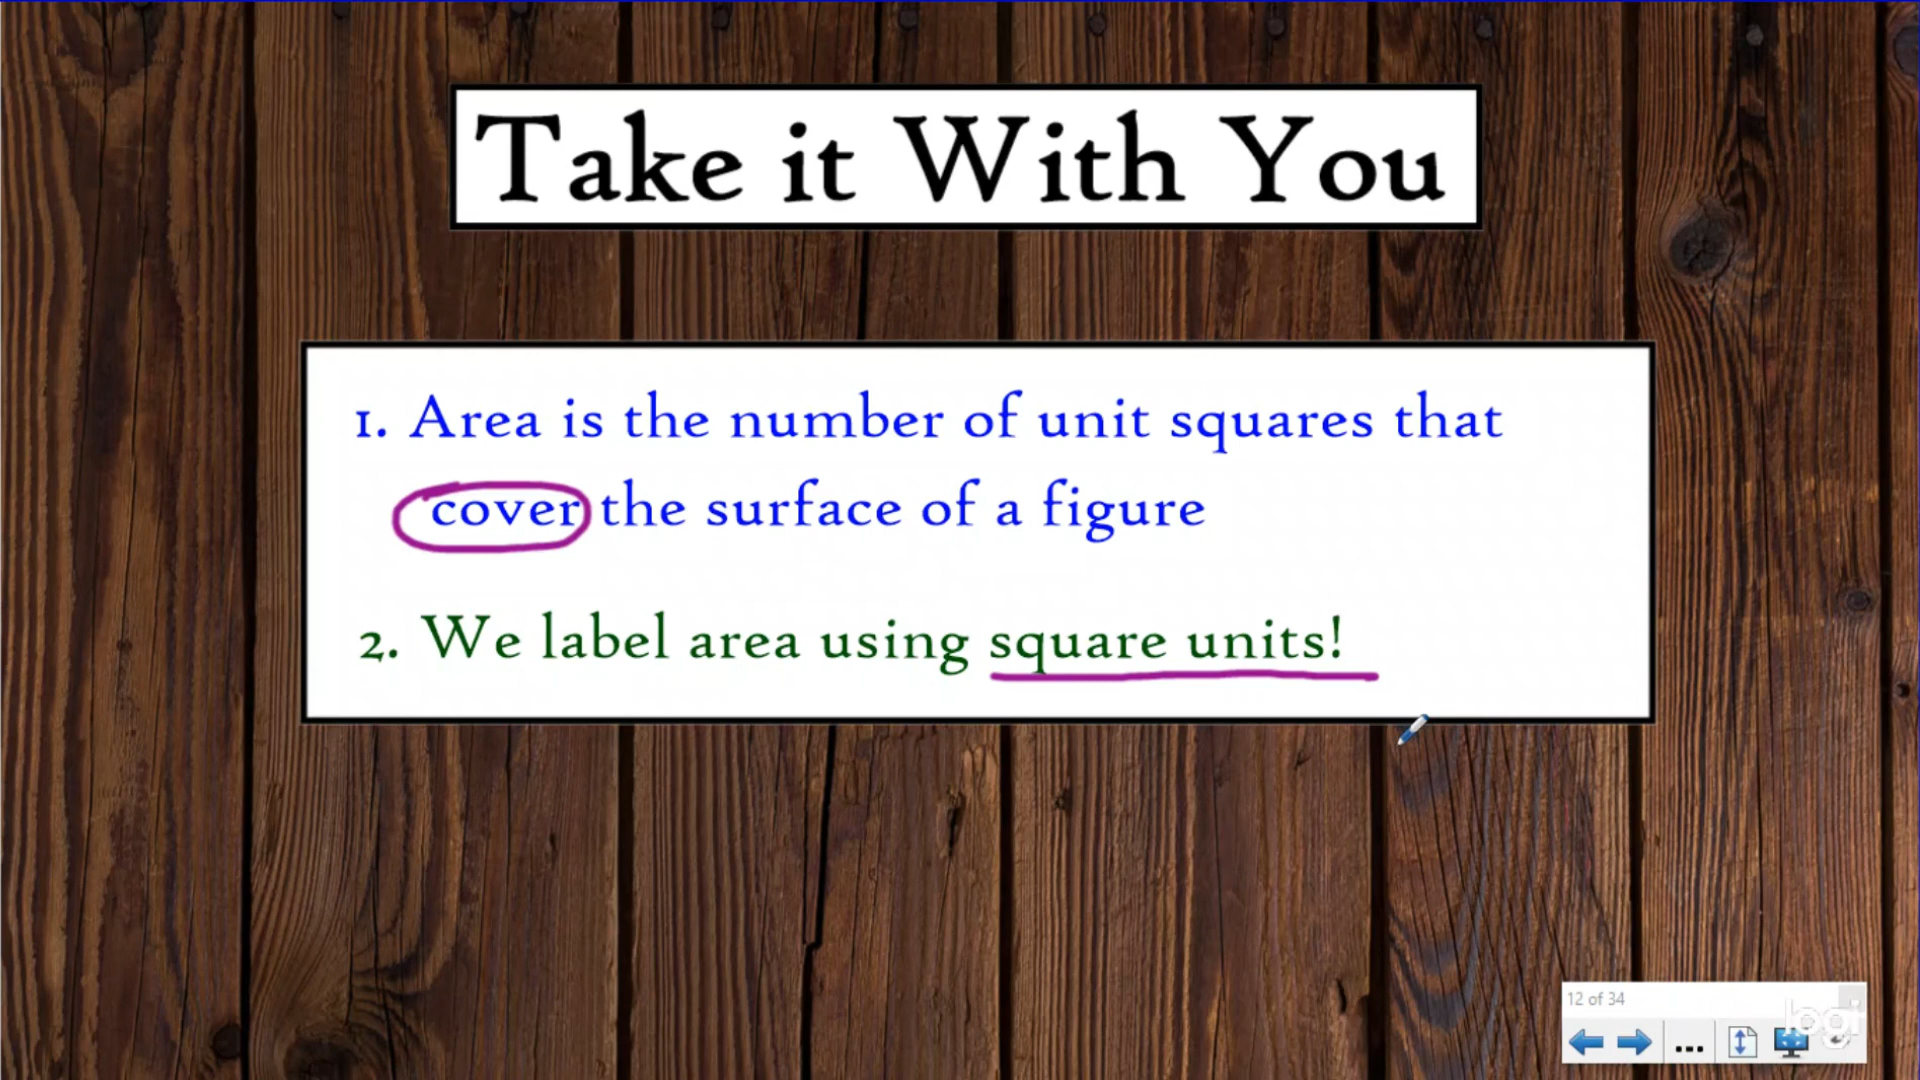 Take it With You
1. Area is the number of unit squares that
cover the surface of a figure
2. We label area using square units!
12 of 34
logi